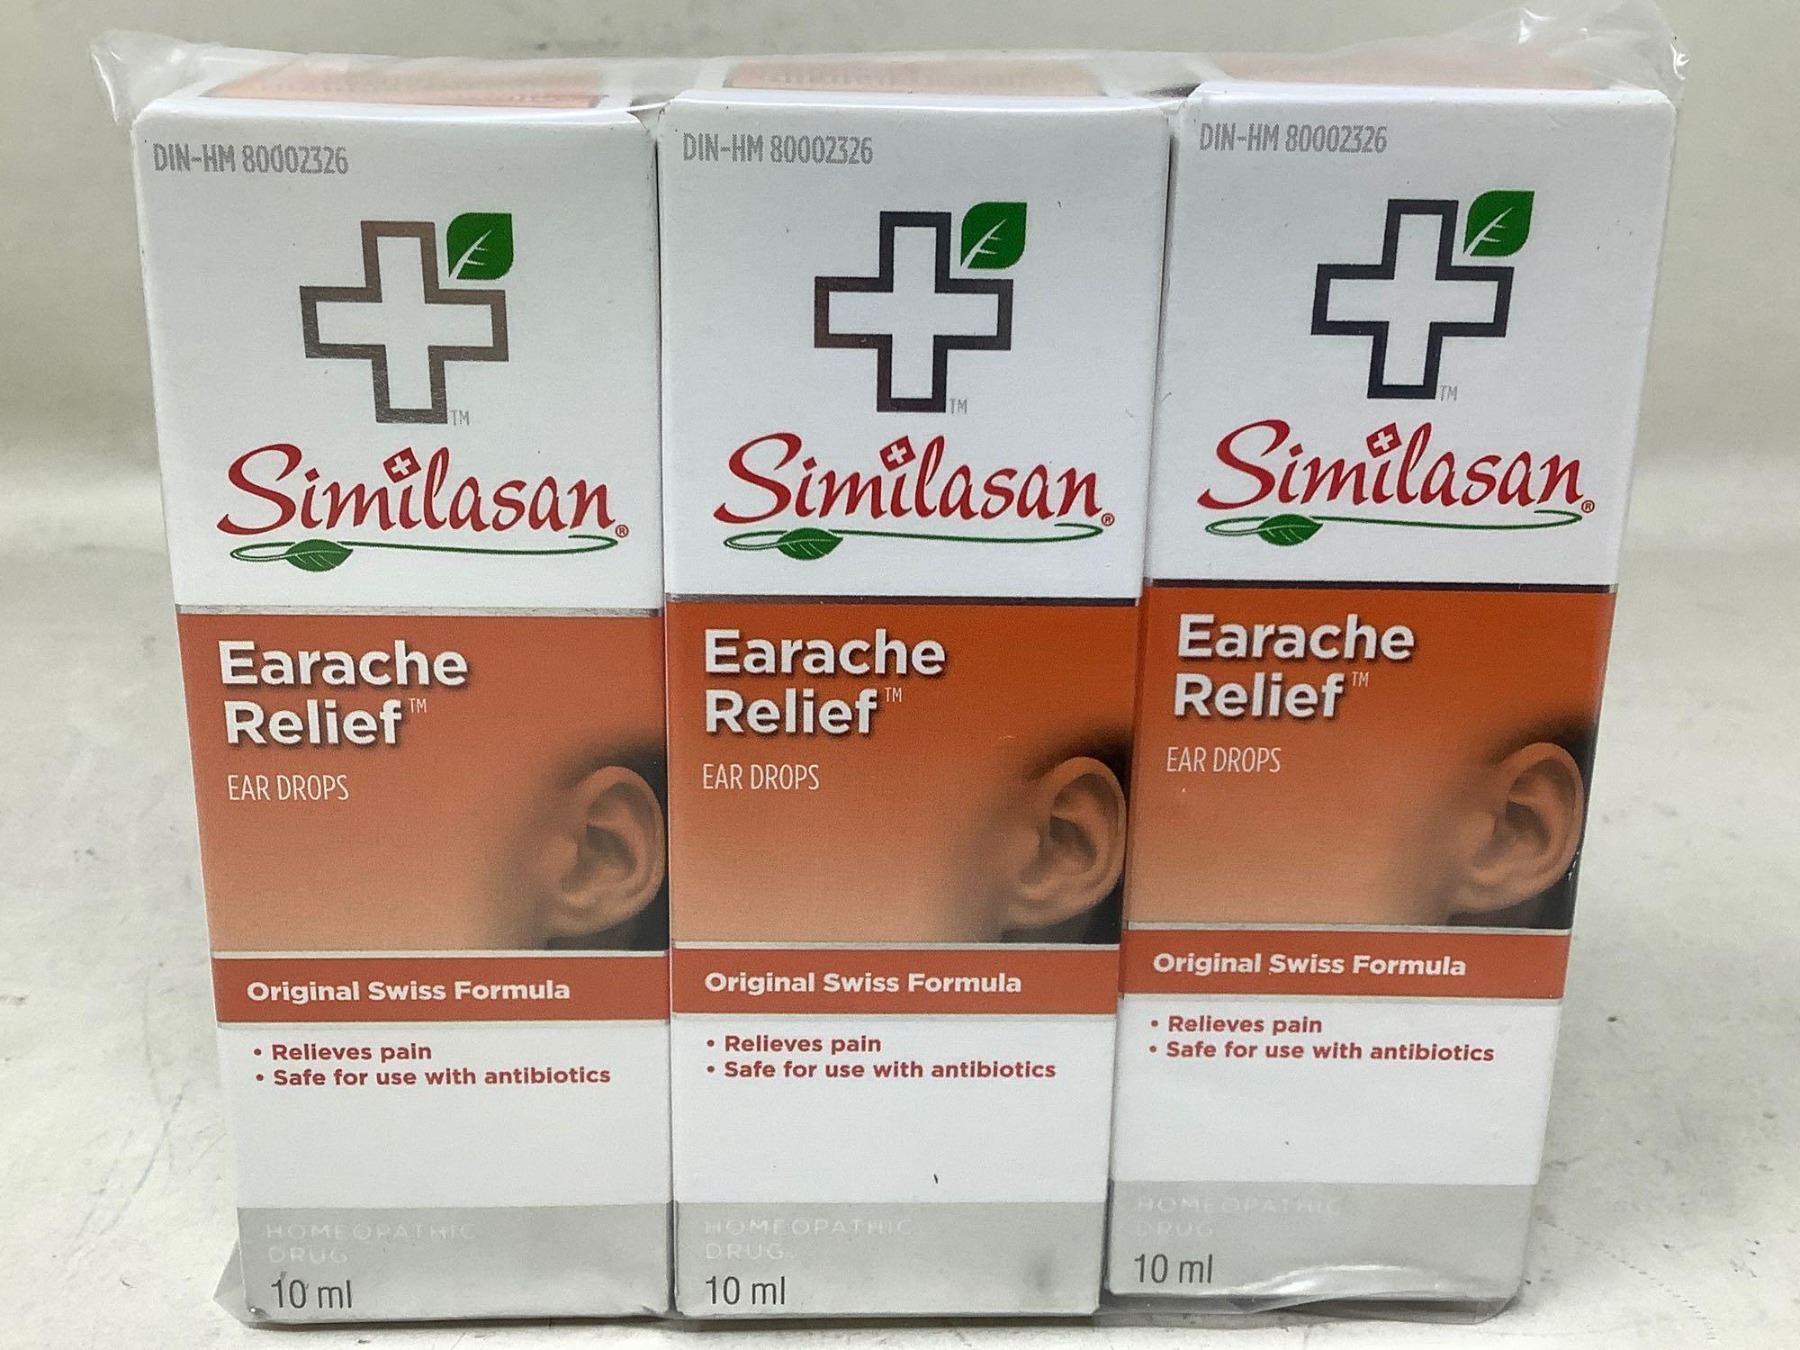 DIN-HM 80002326
TM
Similasan®
Earache
Relief™
EAR DROPS
Original Swiss Formula
• Relieves pain
• Safe for use with antibiotics
HOMEOPATHIC
DRUG
10 ml
DIN-HM 80002326
TM
Similasan®
Earache
Relief™
EAR DROPS
Original Swiss Formula
• Relieves pain
• Safe for use with antibiotics
HOMEOPATHIC
DRUG
10 ml
DIN-HM 80002326
TM
Similasan®
Earache
Relief™
EAR DROPS
Original Swiss Formula
• Relieves pain
• Safe for use with antibiotics
HOMEOPATHIC
DRUG
10 ml